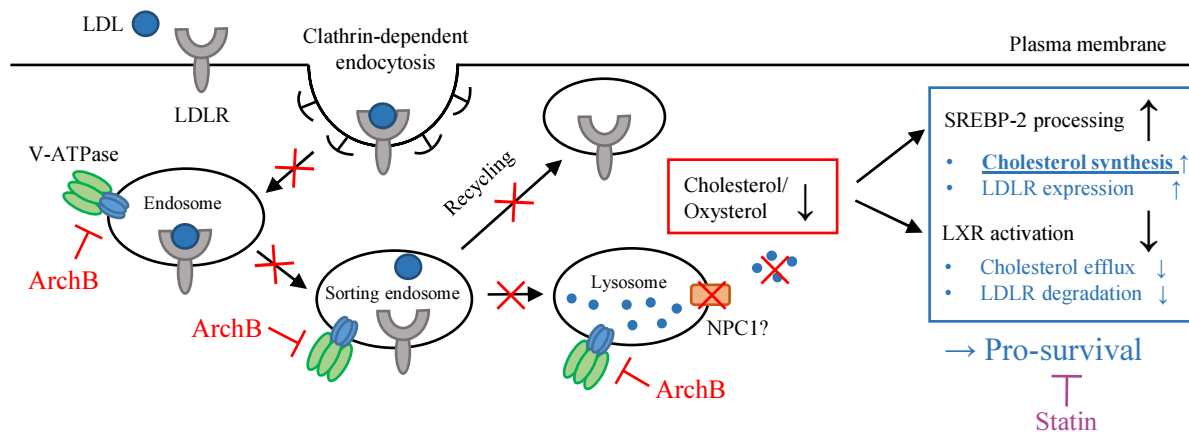 LDL
Clathrin-dependent
endocytosis
Plasma membrane
LDLR
V-ATPase
Endosome
ArchB
Recycling
Sorting endosome
ArchB
Lysosome
NPC1?
ArchB
Cholesterol/
Oxysterol ↓
SREBP-2 processing ↑
• Cholesterol synthesis ↑
• LDLR expression ↑
LXR activation ↓
• Cholesterol efflux ↓
• LDLR degradation ↓
→ Pro-survival
Statin